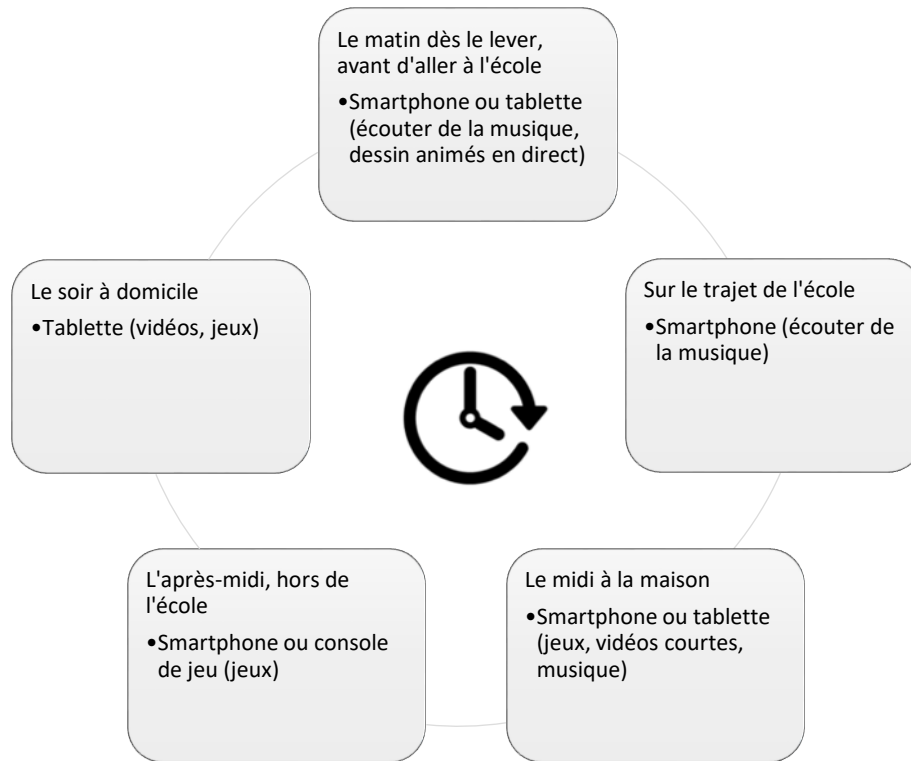 Le matin dès le lever,
avant d'aller à l'école
•Smartphone ou tablette
(écouter de la musique,
dessin animés en direct)
Sur le trajet de l'école
•Smartphone (écouter de
la musique)
Le midi à la maison
•Smartphone ou tablette
(jeux, vidéos courtes,
musique)
L'après-midi, hors de
l'école
•Smartphone ou console
de jeu (jeux)
Le soir à domicile
•Tablette (vidéos, jeux)